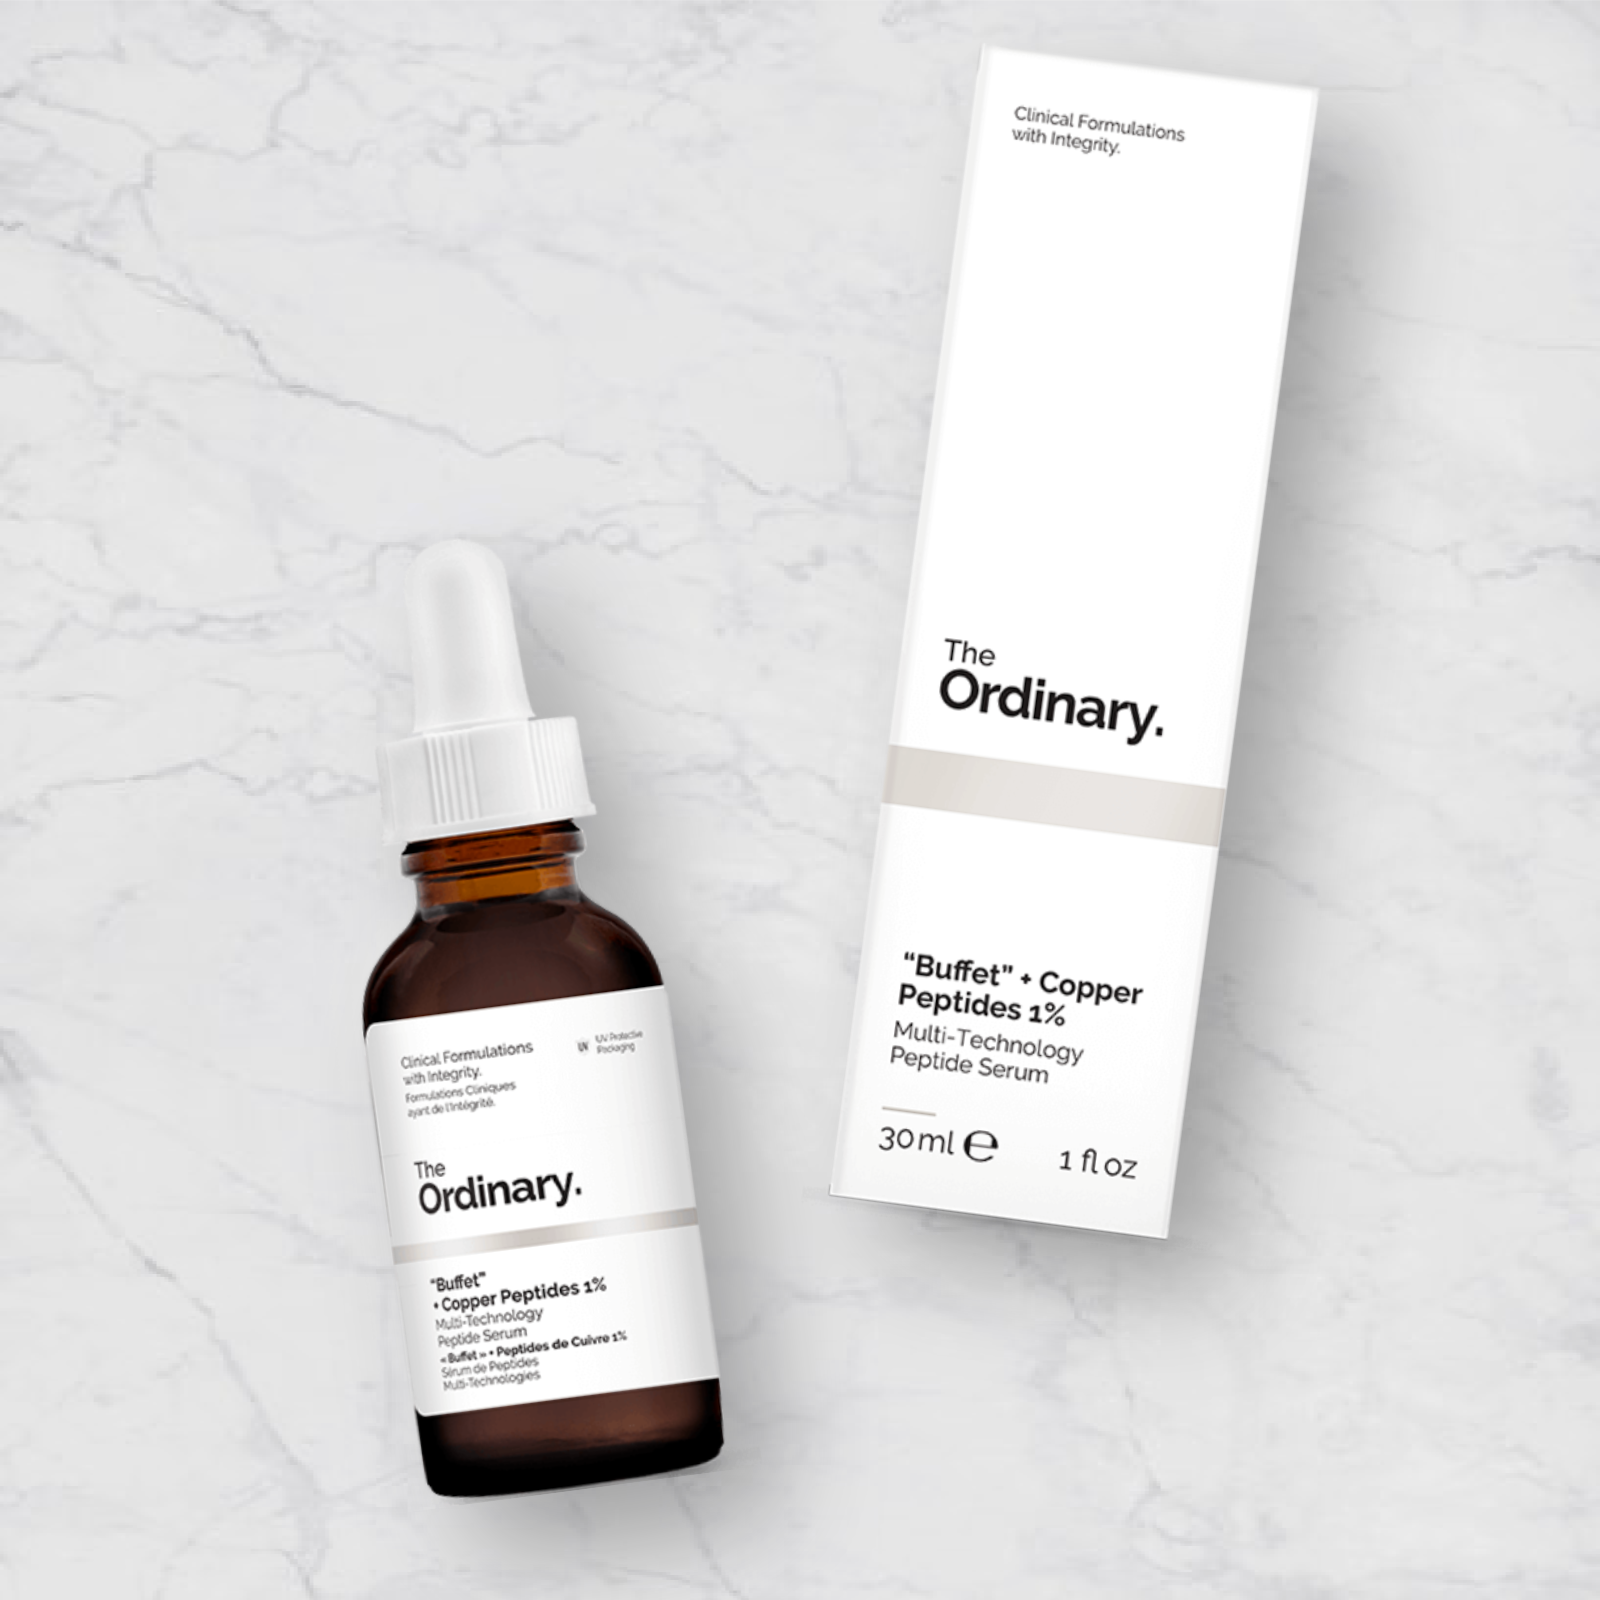 Clinical Formulations
with Integrity.
The
Ordinary.
“Buffet” + Copper
Peptides 1%
Multi-Technology
Peptide Serum
30 ml ℮ 1 fl oz
Clinical Formulations
with Integrity.
Formulations Cliniques
ayant de l'Intégrité.
UV UV Protective
Packaging
The
Ordinary.
“Buffet”
+ Copper Peptides 1%
Multi-Technology
Peptide Serum
« Buffet » + Peptides de Cuivre 1%
Sérum de Peptides
Multi-Technologies